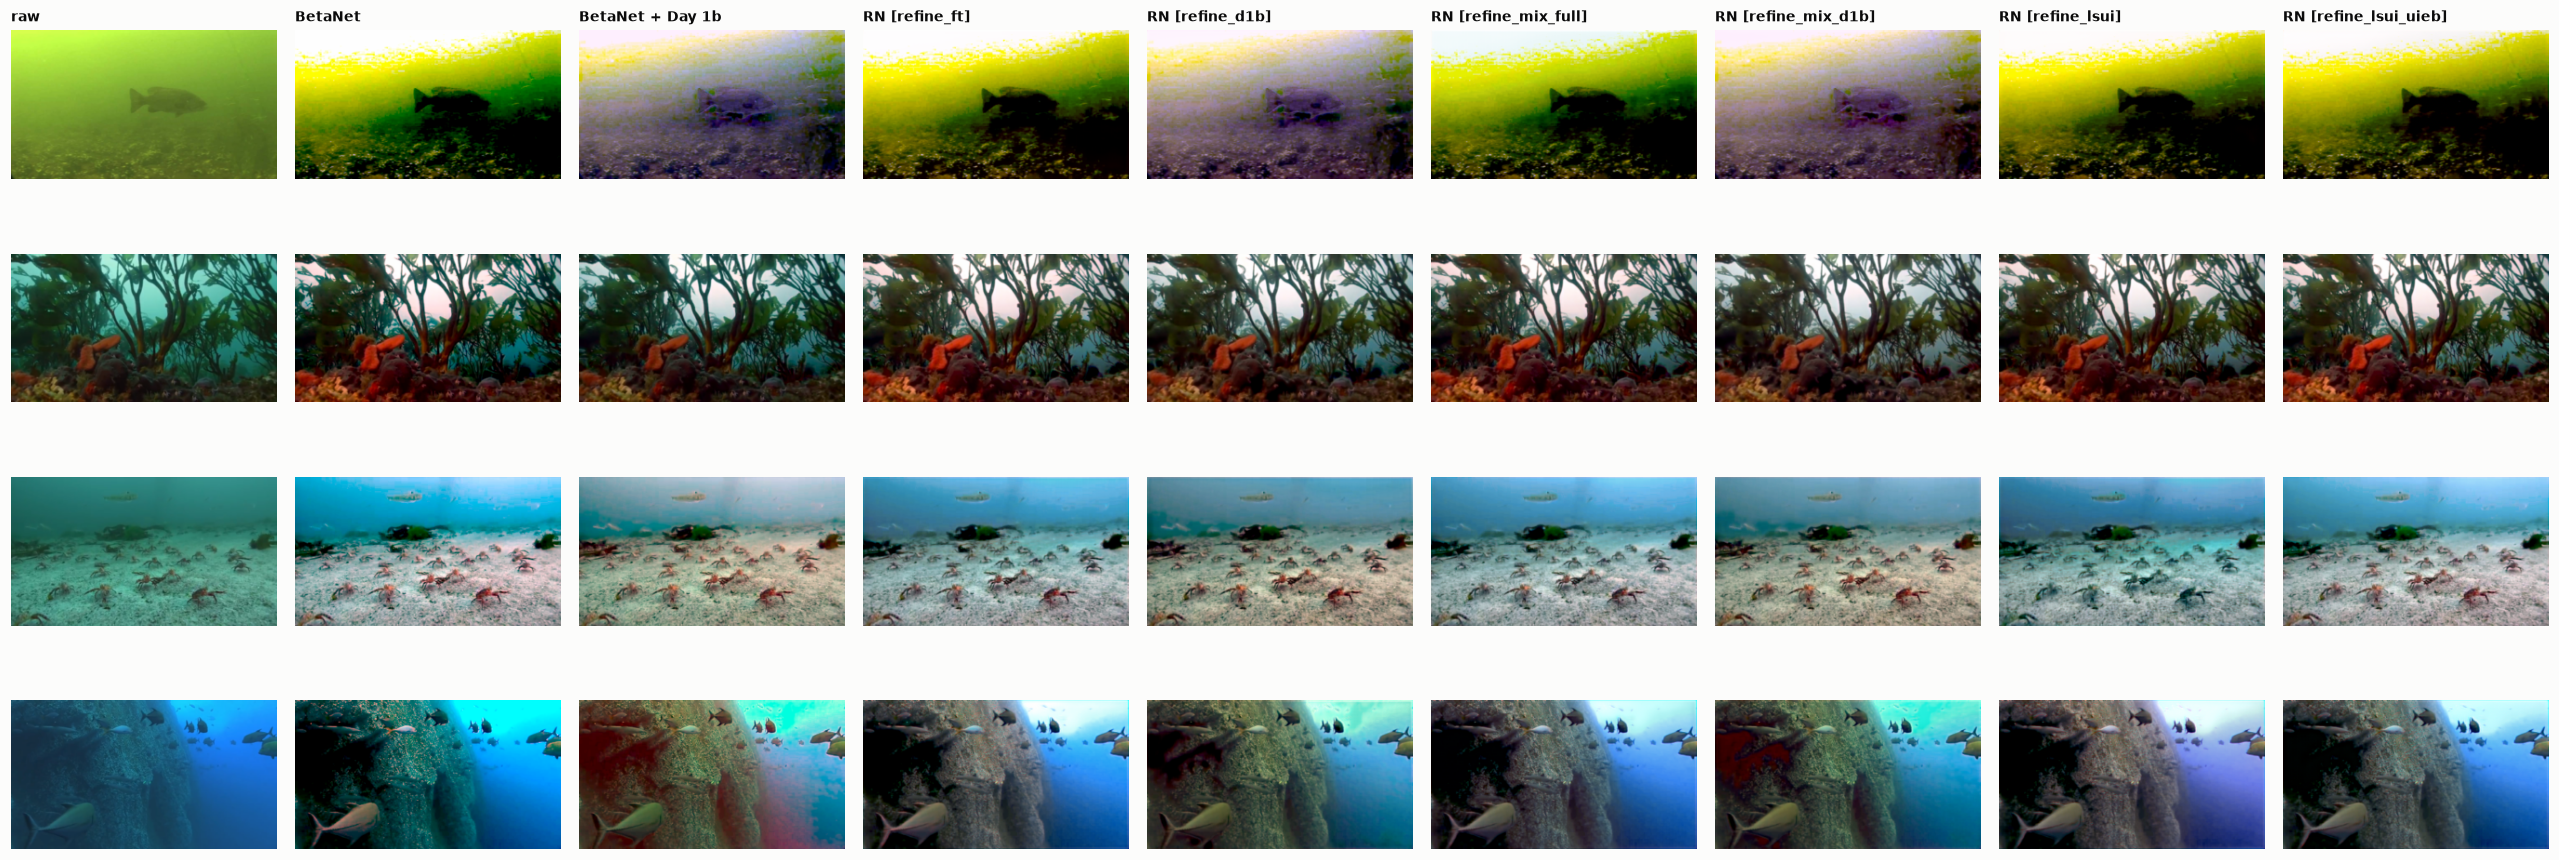 raw
BetaNet
BetaNet + Day 1b
RN [refine_ft]
RN [refine_d1b]
RN [refine_mix_full]
RN [refine_mix_d1b]
RN [refine_lsui]
RN [refine_lsui_uieb]